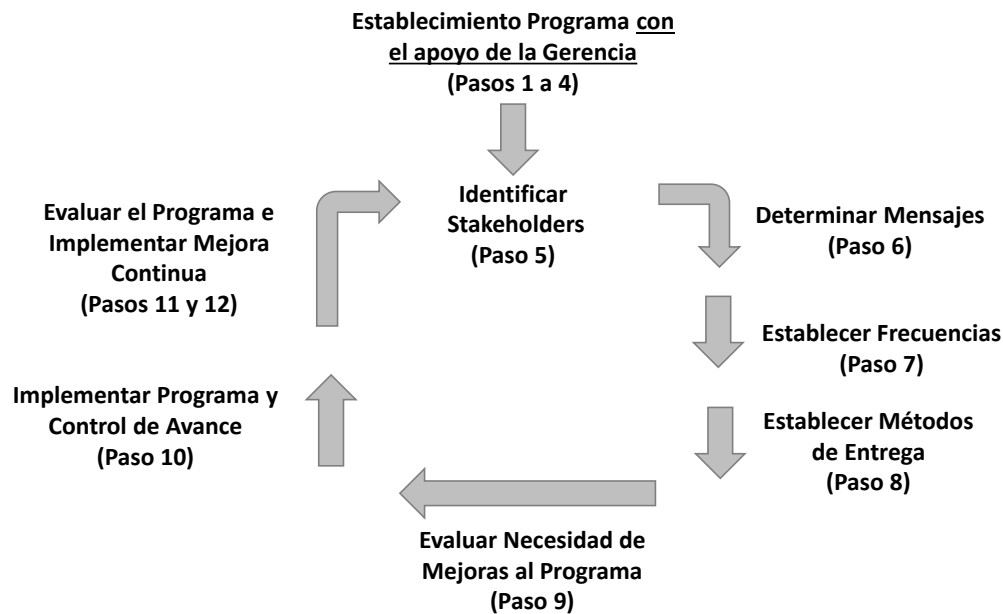 Establecimiento Programa con
el apoyo de la Gerencia
(Pasos 1 a 4)
Identificar
Stakeholders
(Paso 5)
Determinar Mensajes
(Paso 6)
Establecer Frecuencias
(Paso 7)
Establecer Métodos
de Entrega
(Paso 8)
Evaluar Necesidad de
Mejoras al Programa
(Paso 9)
Implementar Programa y
Control de Avance
(Paso 10)
Evaluar el Programa e
Implementar Mejora
Continua
(Pasos 11 y 12)